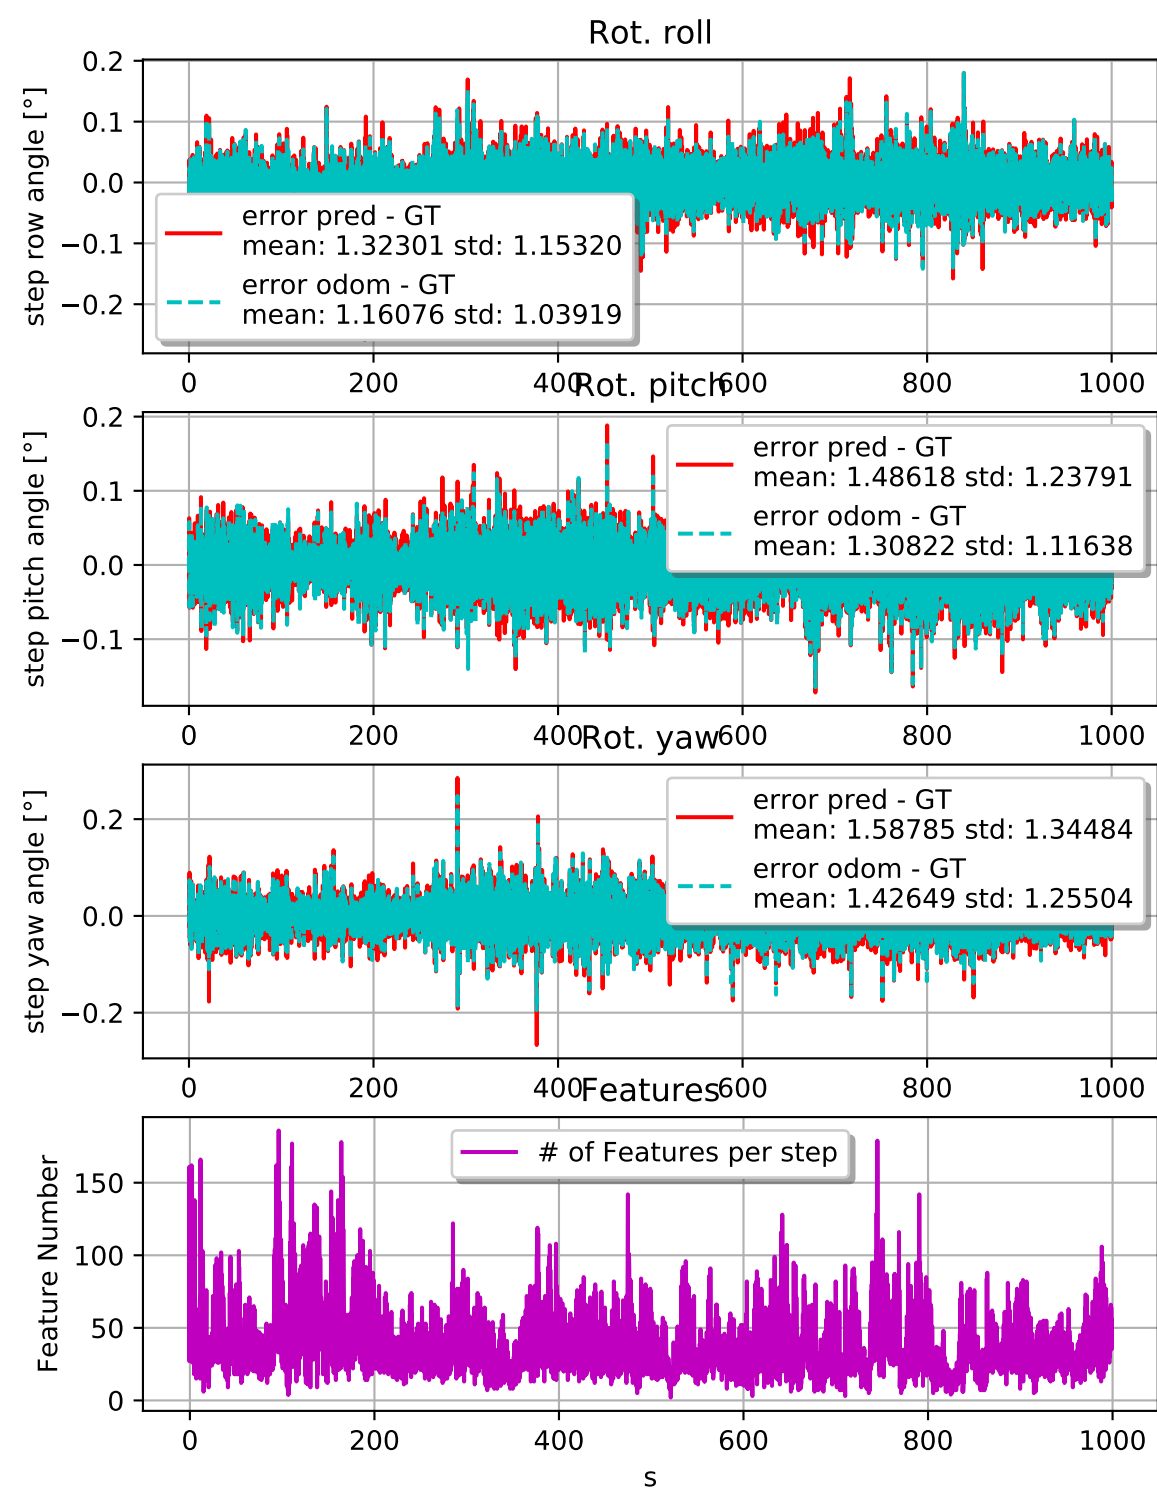 Rot. roll
step row angle [°]
0.2
0.1
0.0
−0.1
−0.2
error pred - GT
mean: 1.32301 std: 1.15320
error odom - GT
mean: 1.16076 std: 1.03919
0 200 400 600 800 1000
Rot. pitch
step pitch angle [°]
0.2
0.1
0.0
−0.1
error pred - GT
mean: 1.48618 std: 1.23791
error odom - GT
mean: 1.30822 std: 1.11638
0 200 400 600 800 1000
Rot. yaw
step yaw angle [°]
0.2
0.0
−0.2
error pred - GT
mean: 1.58785 std: 1.34484
error odom - GT
mean: 1.42649 std: 1.25504
0 200 400 600 800 1000
Features
Feature Number
150
100
50
0
# of Features per step
0 200 400 600 800 1000
s